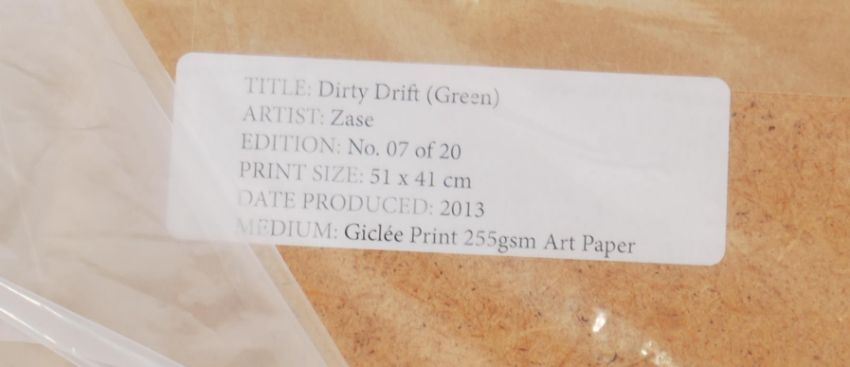 TITLE: Dirty Drift (Green)
ARTIST: Zase
EDITION: No. 07 of 20
PRINT SIZE: 51 x 41 cm
DATE PRODUCED: 2013
MEDIUM: Giclée Print 255gsm Art Paper